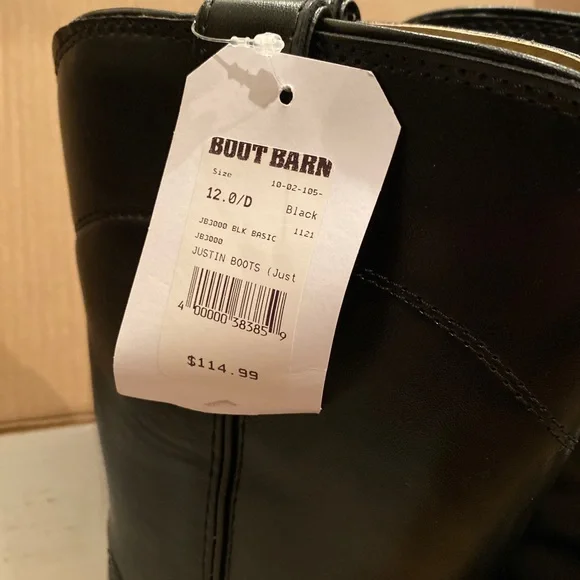 BOOT BARN
Size 10-02-105-
12.0/D Black
JB3000 BLK BASIC 1121
JB3000
JUSTIN BOOTS (Just
4 00000 38385 9
$114.99